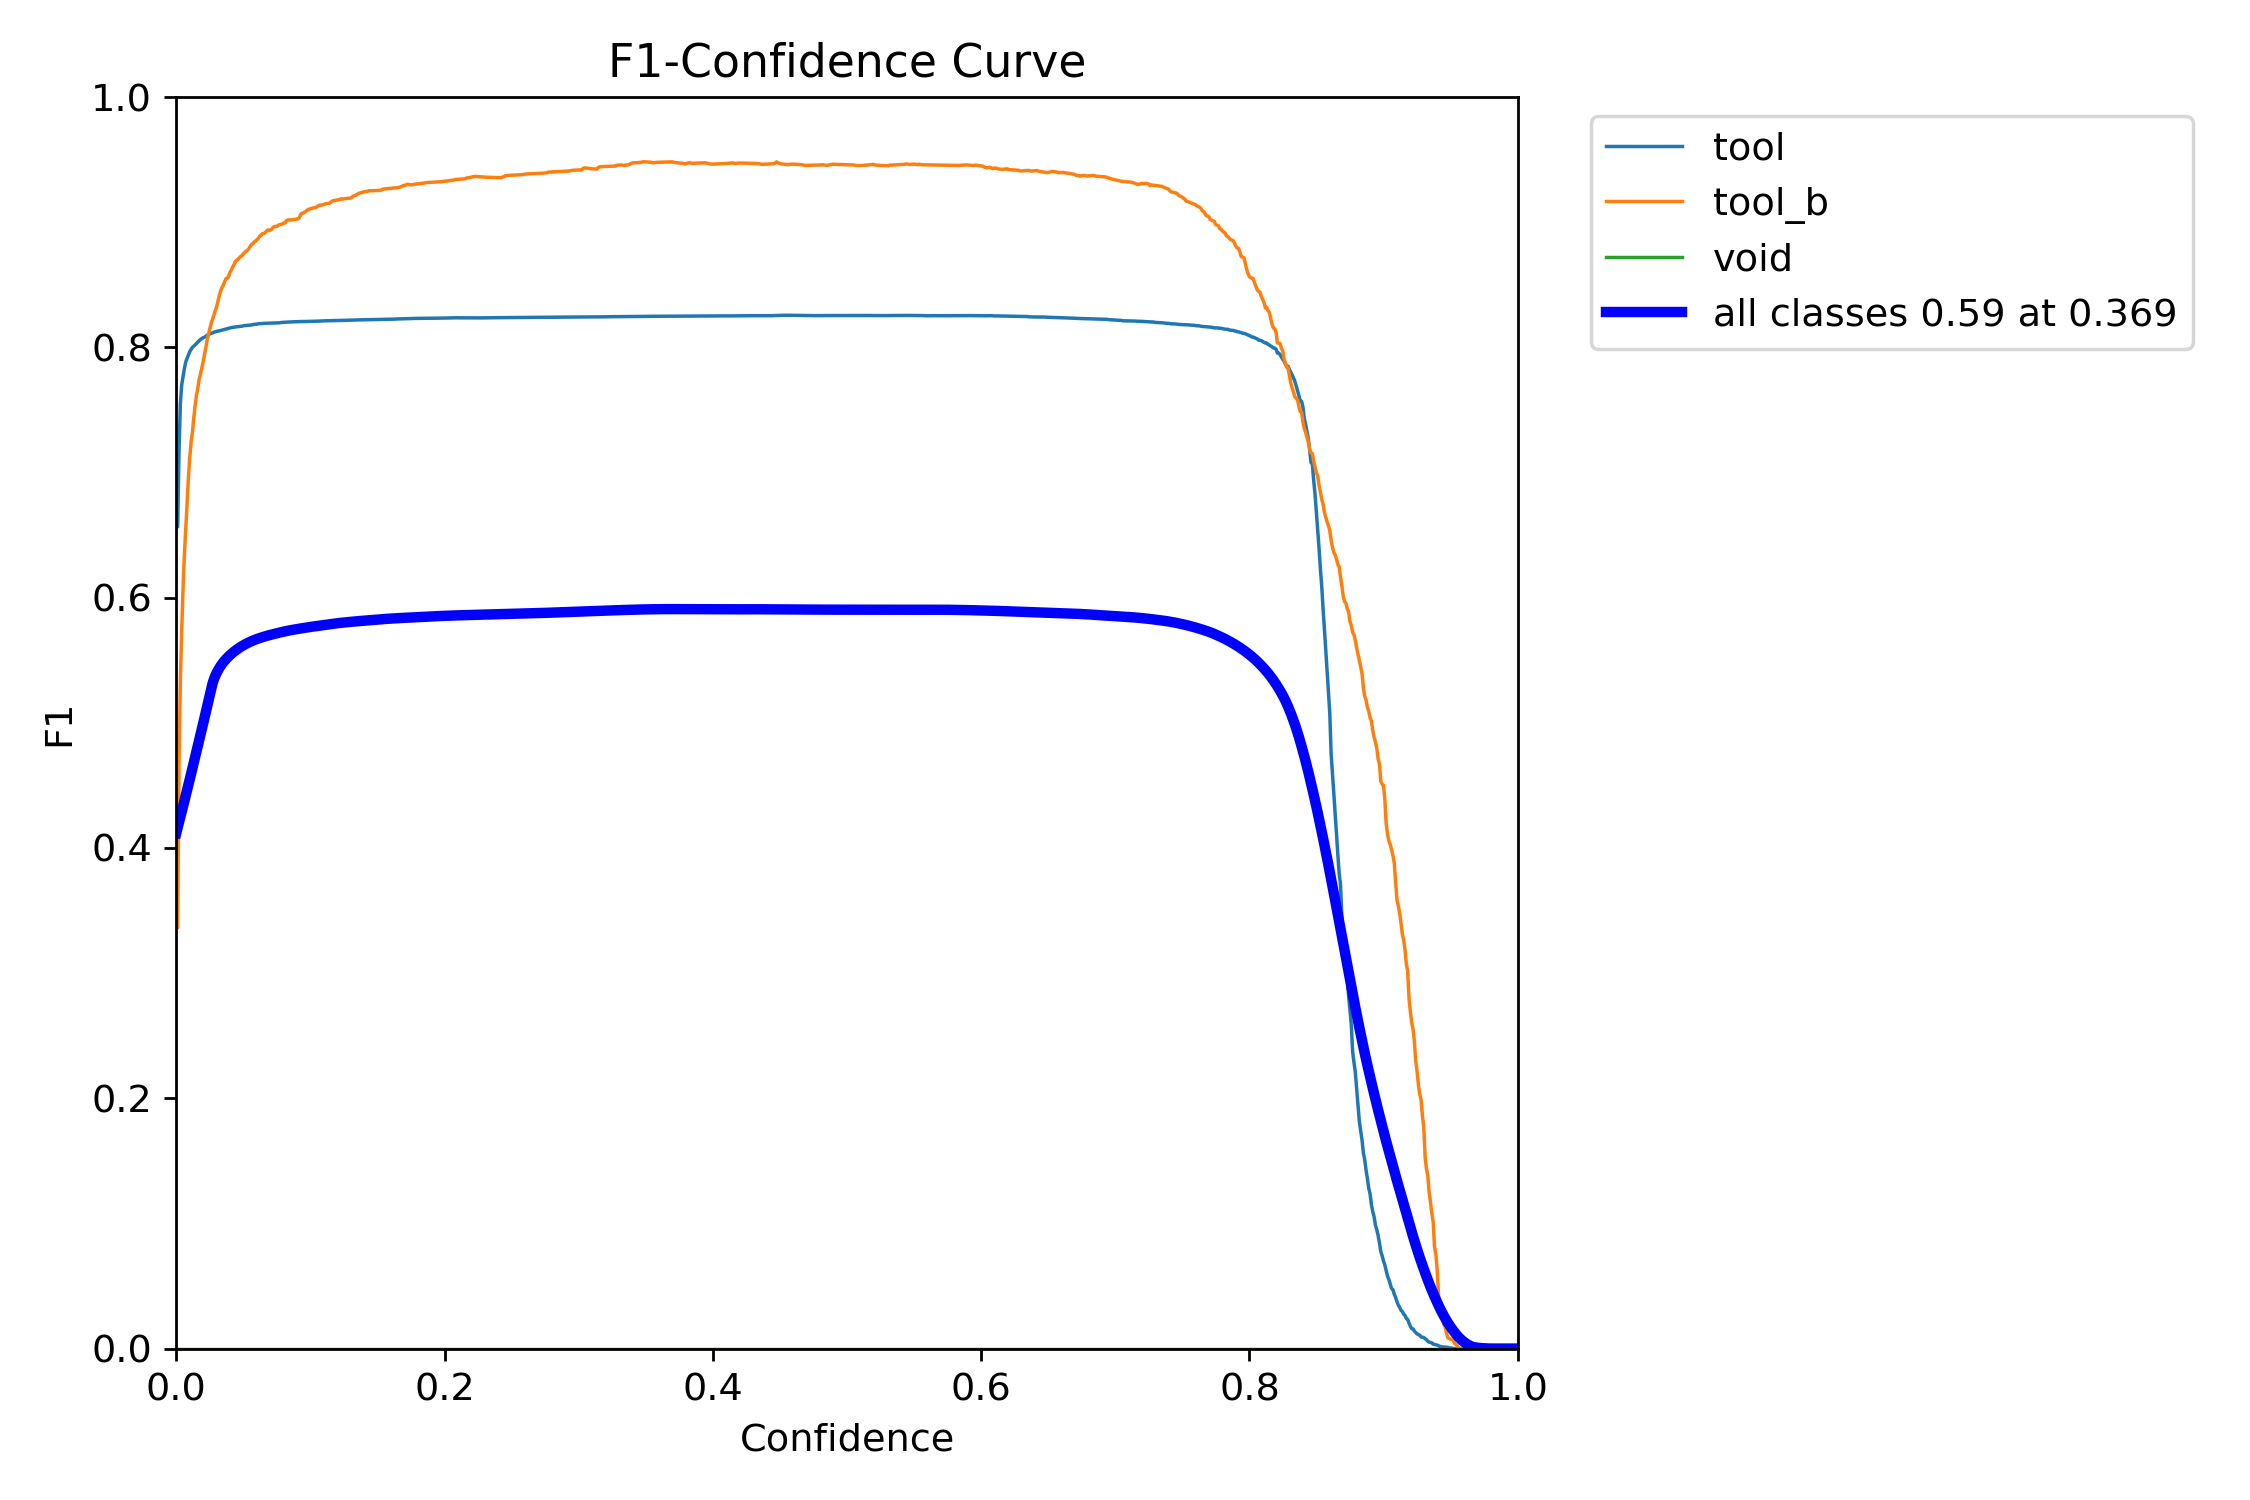 F1-Confidence Curve
1.0
0.8
0.6
0.4
0.2
0.0
F1
0.0 0.2 0.4 0.6 0.8 1.0
Confidence
tool
tool_b
void
all classes 0.59 at 0.369